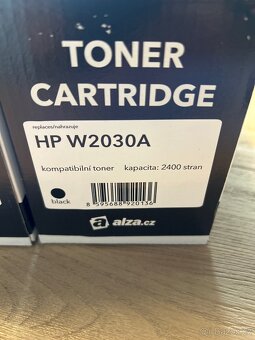 TONER
CARTRIDGE
replaces/nahrazuje
HP W2030A
kompatibilní toner kapacita: 2400 stran
black
8 595688 920136
a alza.cz